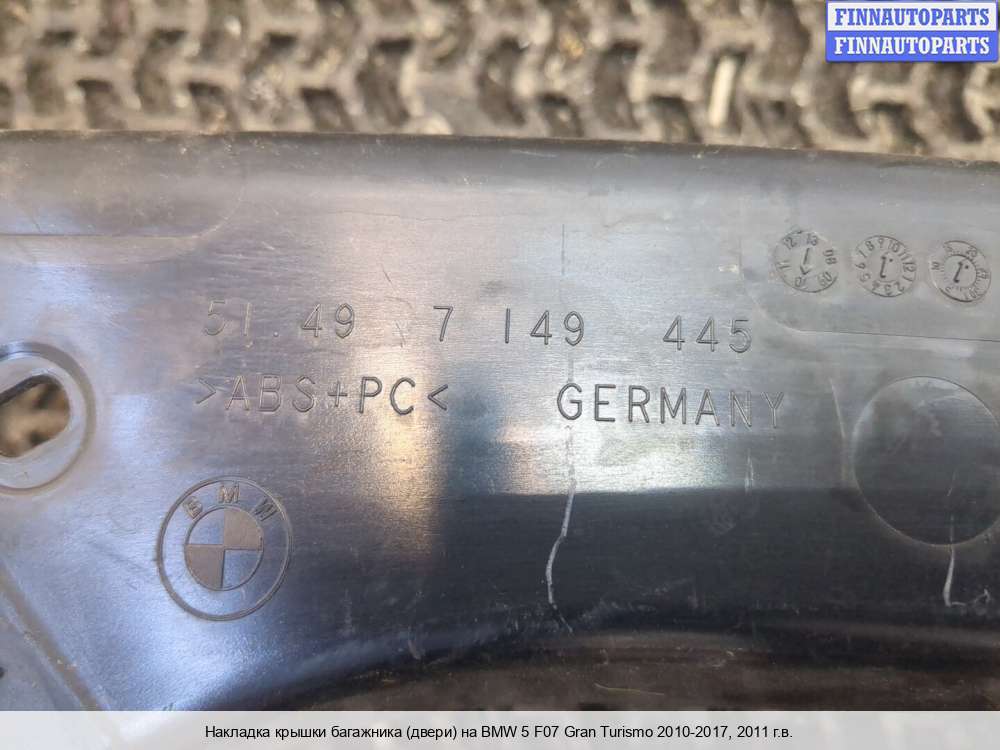 FINNAUTOPARTS
FINNAUTOPARTS
51.49 7 149 445
>ABS+PC< GERMANY
BMW
Накладка крышки багажника (двери) на BMW 5 F07 Gran Turismo 2010-2017, 2011 г.в.